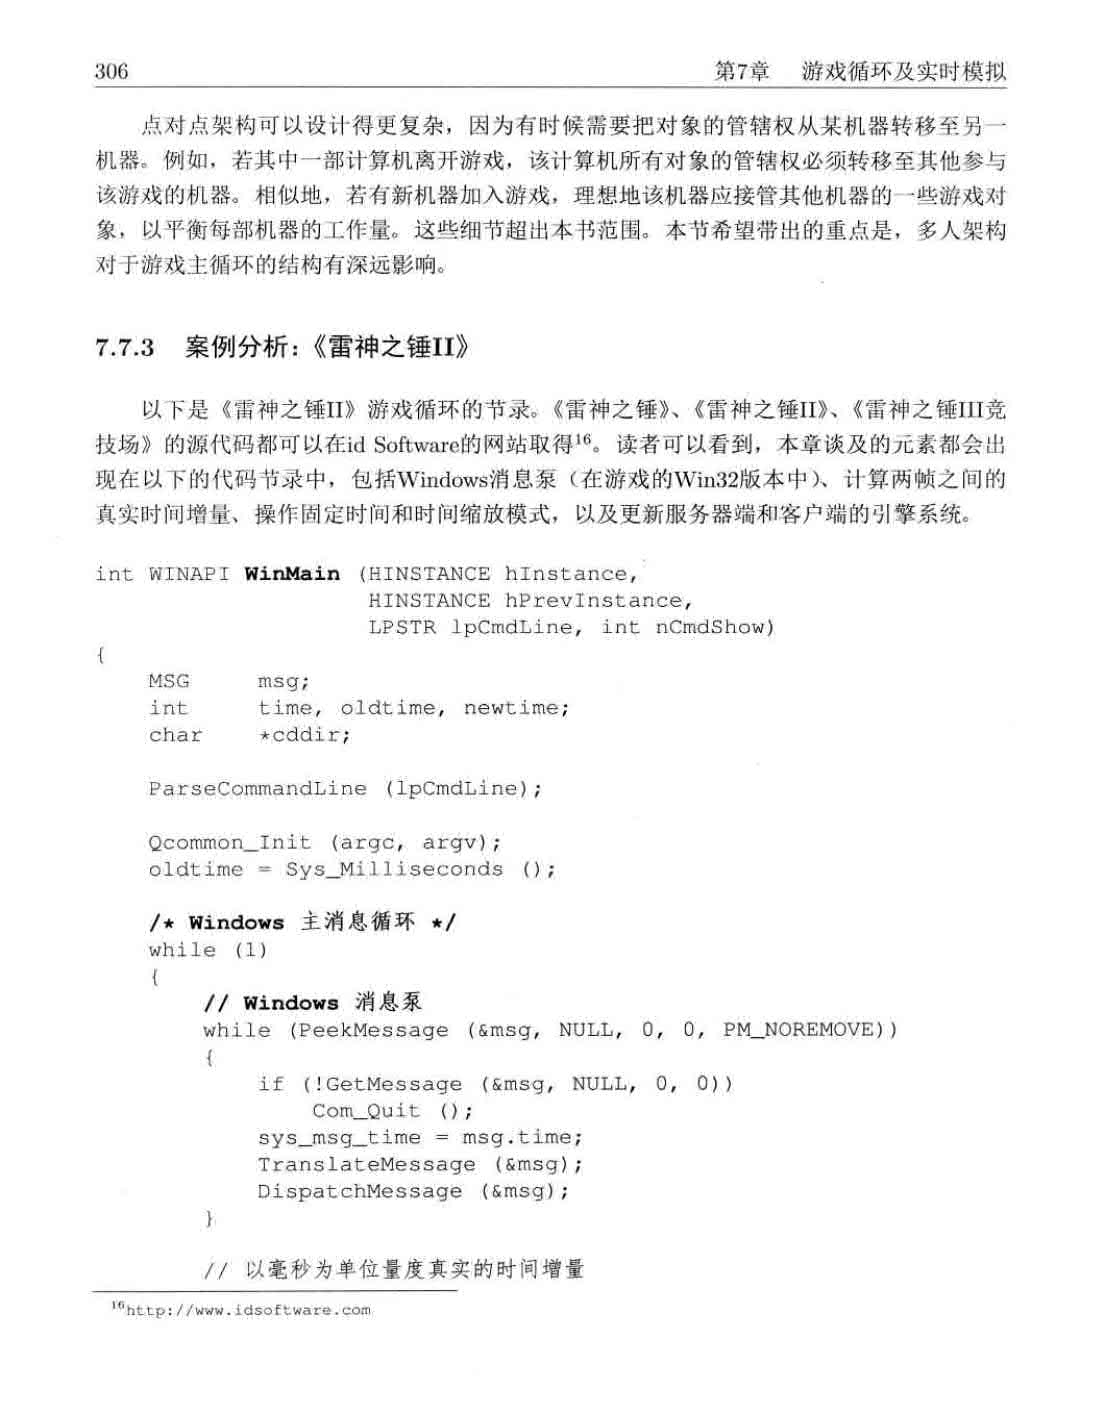 306 第7章 游戏循环及实时模拟
点对点架构可以设计得更复杂，因为有时候需要把对象的管辖权从某机器转移至另一
机器。例如，若其中一部计算机离开游戏，该计算机所有对象的管辖权必须转移至其他参与
该游戏的机器。相似地，若有新机器加入游戏，理想地该机器应接管其他机器的一些游戏对
象，以平衡每部机器的工作量。这些细节超出本书范围。本节希望带出的重点是，多人架构
对于游戏主循环的结构有深远影响。
7.7.3 案例分析：《雷神之锤II》
以下是《雷神之锤II》游戏循环的节录。《雷神之锤》、《雷神之锤II》、《雷神之锤III竞
技场》的源代码都可以在id Software的网站取得16。读者可以看到，本章谈及的元素都会出
现在以下的代码节录中，包括Windows消息泵（在游戏的Win32版本中）、计算两帧之间的
真实时间增量、操作固定时间和时间缩放模式，以及更新服务器端和客户端的引擎系统。
int WINAPI WinMain (HINSTANCE hInstance,
HINSTANCE hPrevInstance,
LPSTR lpCmdLine, int nCmdShow)
{
MSG msg;
int time, oldtime, newtime;
char *cddir;
ParseCommandLine (lpCmdLine);
Qcommon_Init (argc, argv);
oldtime = Sys_Milliseconds ();
/* Windows 主消息循环 */
while (1)
{
// Windows 消息泵
while (PeekMessage (&msg, NULL, 0, 0, PM_NOREMOVE))
{
if (!GetMessage (&msg, NULL, 0, 0))
Com_Quit ();
sys_msg_time = msg.time;
TranslateMessage (&msg);
DispatchMessage (&msg);
}
// 以毫秒为单位量度真实的时间增量
16http://www.idsoftware.com